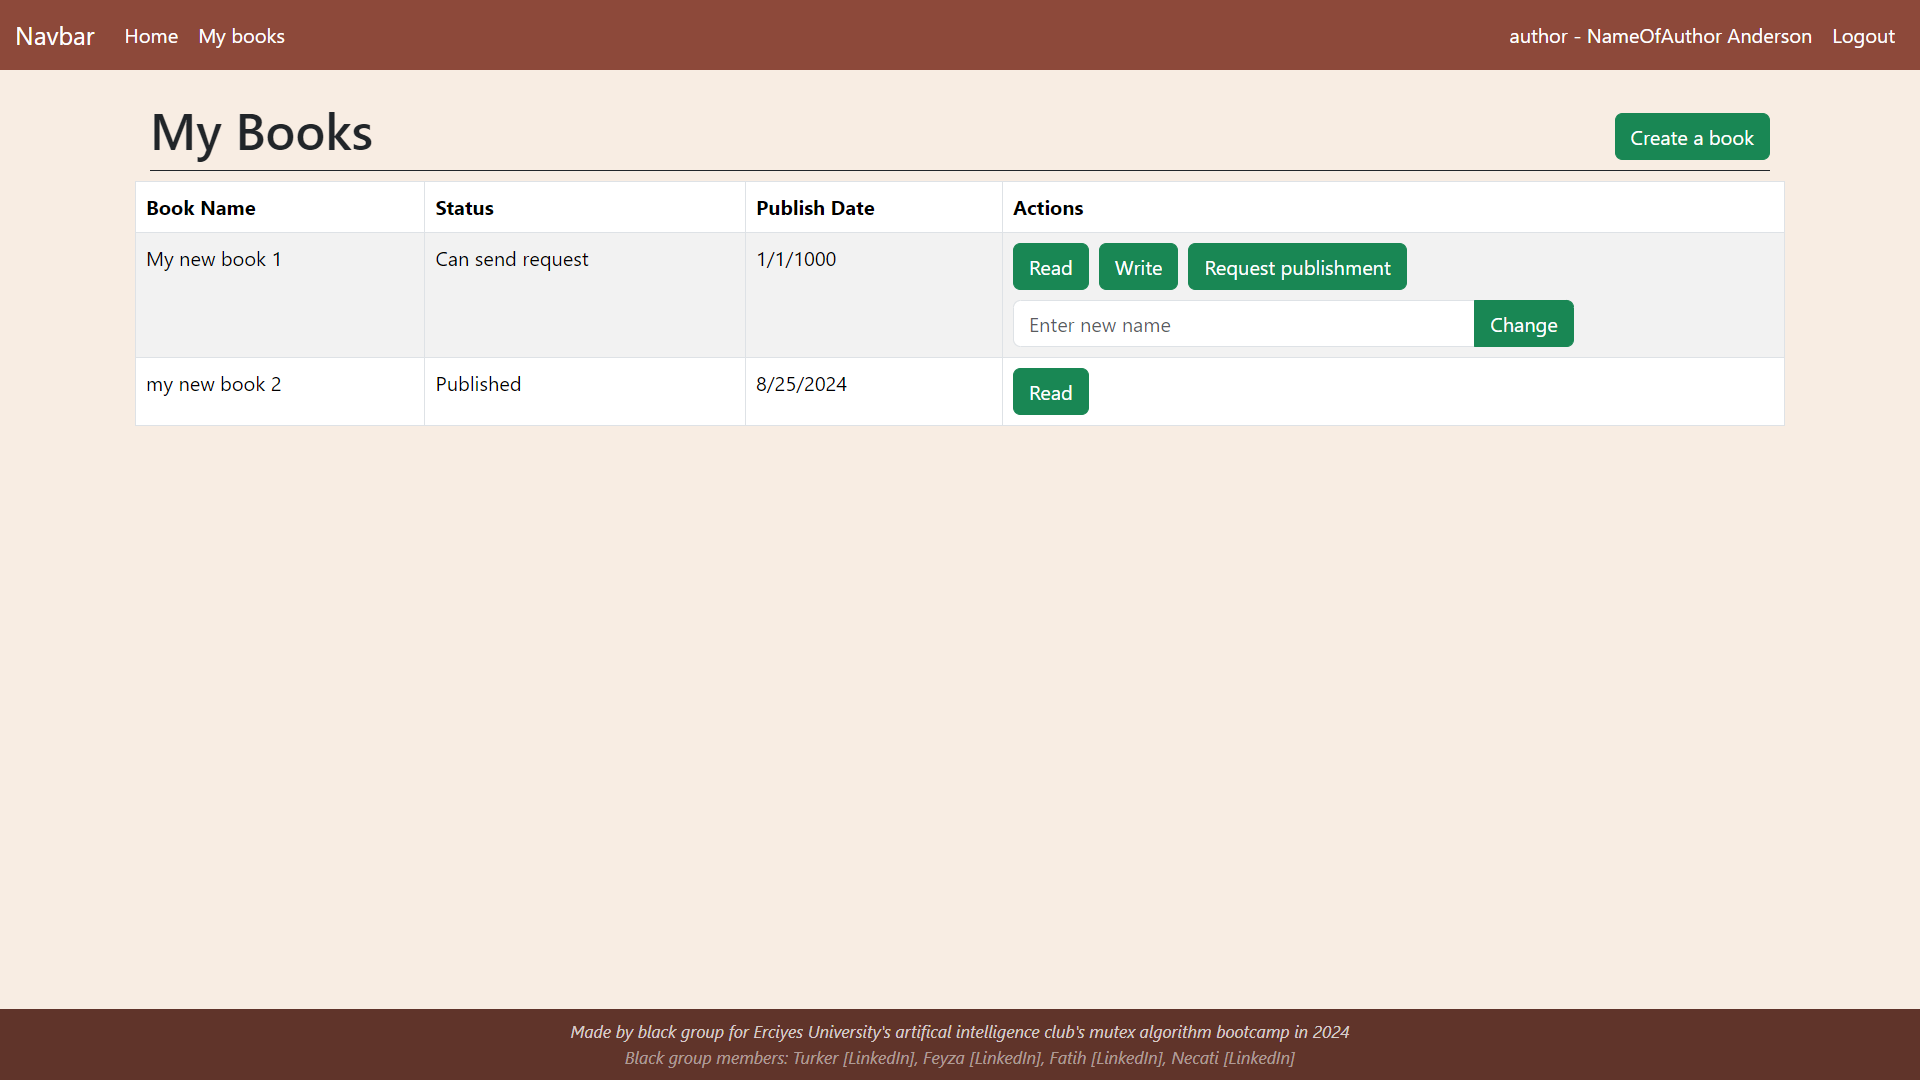 Navbar Home My books author - NameOfAuthor Anderson Logout
My Books
Create a book
Book Name Status Publish Date Actions
My new book 1 Can send request 1/1/1000 Read Write Request publishment
Enter new name Change
my new book 2 Published 8/25/2024 Read
Made by black group for Erciyes University's artifical intelligence club's mutex algorithm bootcamp in 2024
Black group members: Turker [LinkedIn], Feyza [LinkedIn], Fatih [LinkedIn], Necati [LinkedIn]